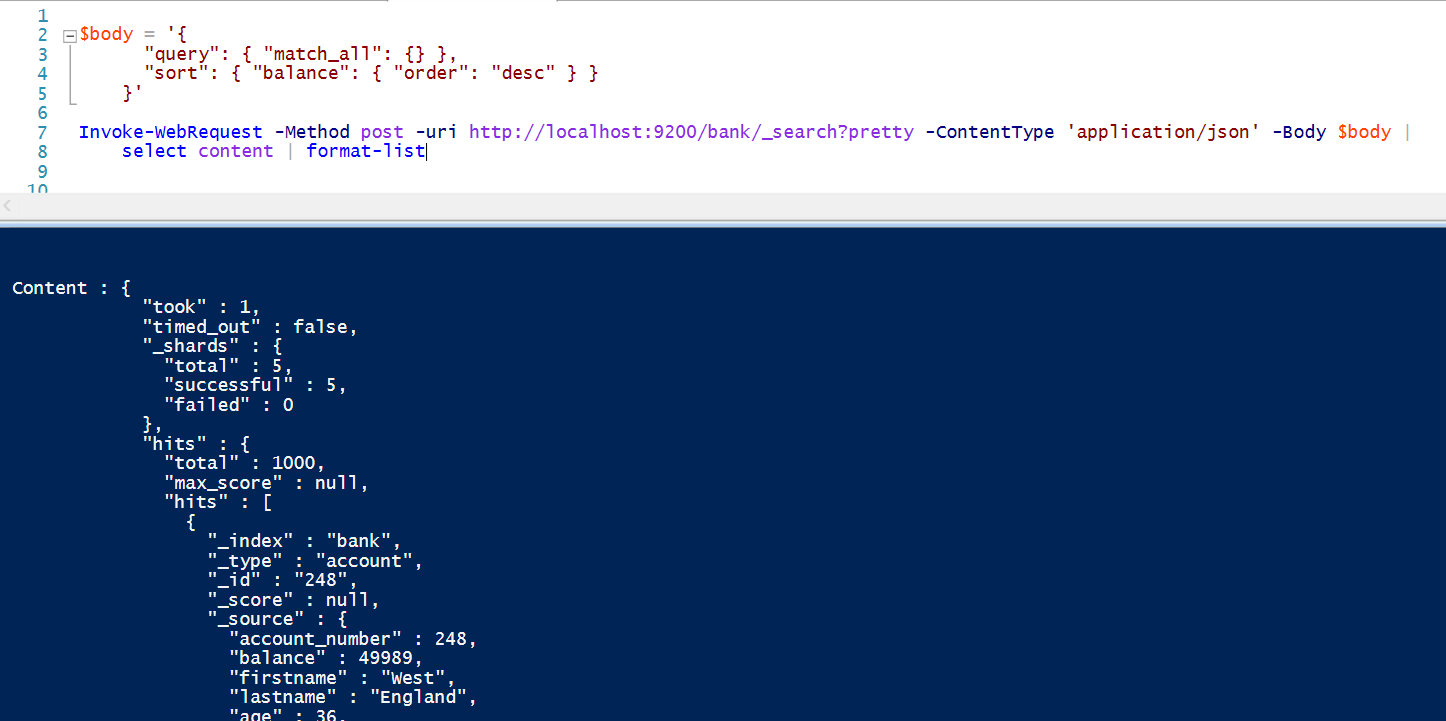 1
2 $body = '{
3 "query": { "match_all": {} },
4 "sort": { "balance": { "order": "desc" } }
5 }'
6
7 Invoke-WebRequest -Method post -uri http://localhost:9200/bank/_search?pretty -ContentType 'application/json' -Body $body |
8 select content | format-list
9
10
Content : {
"took" : 1,
"timed_out" : false,
"_shards" : {
"total" : 5,
"successful" : 5,
"failed" : 0
},
"hits" : {
"total" : 1000,
"max_score" : null,
"hits" : [
{
"_index" : "bank",
"_type" : "account",
"_id" : "248",
"_score" : null,
"_source" : {
"account_number" : 248,
"balance" : 49989,
"firstname" : "West",
"lastname" : "England",
"age" : 36,